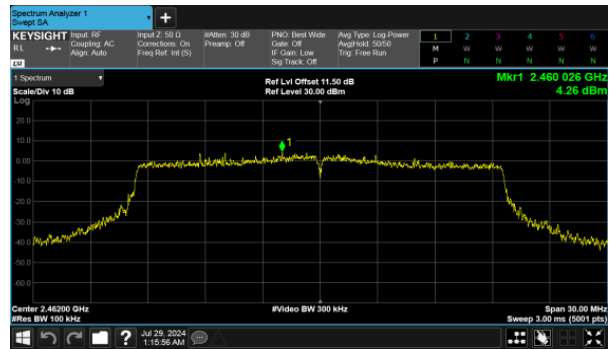 Spectrum Analyzer 1
Swept SA
+
KEYSIGHT
RL
Input: RF
Coupling: AC
Align: Auto
Input Z: 50 Ω
Corrections: On
Freq Ref: Int (S)
#Atten: 30 dB
Preamp: Off
PNO: Best Wide
Gate: Off
IF Gain: Low
Sig Track: Off
Avg Type: Log-Power
Avg|Hold: 50/50
Trig: Free Run
1 2 3 4 5 6
M W W W W W
P N N N N N
1 Spectrum
Scale/Div 10 dB
Ref Lvl Offset 11.50 dB
Ref Level 30.00 dBm
Mkr1 2.460 026 GHz
4.26 dBm
Log
20.0
10.0
1
0.00
-10.0
-20.0
-30.0
-40.0
-50.0
-60.0
Center 2.46200 GHz
#Res BW 100 kHz
#Video BW 300 kHz
Span 30.00 MHz
Sweep 3.00 ms (5001 pts)
?
Jul 29, 2024
1:15:56 AM